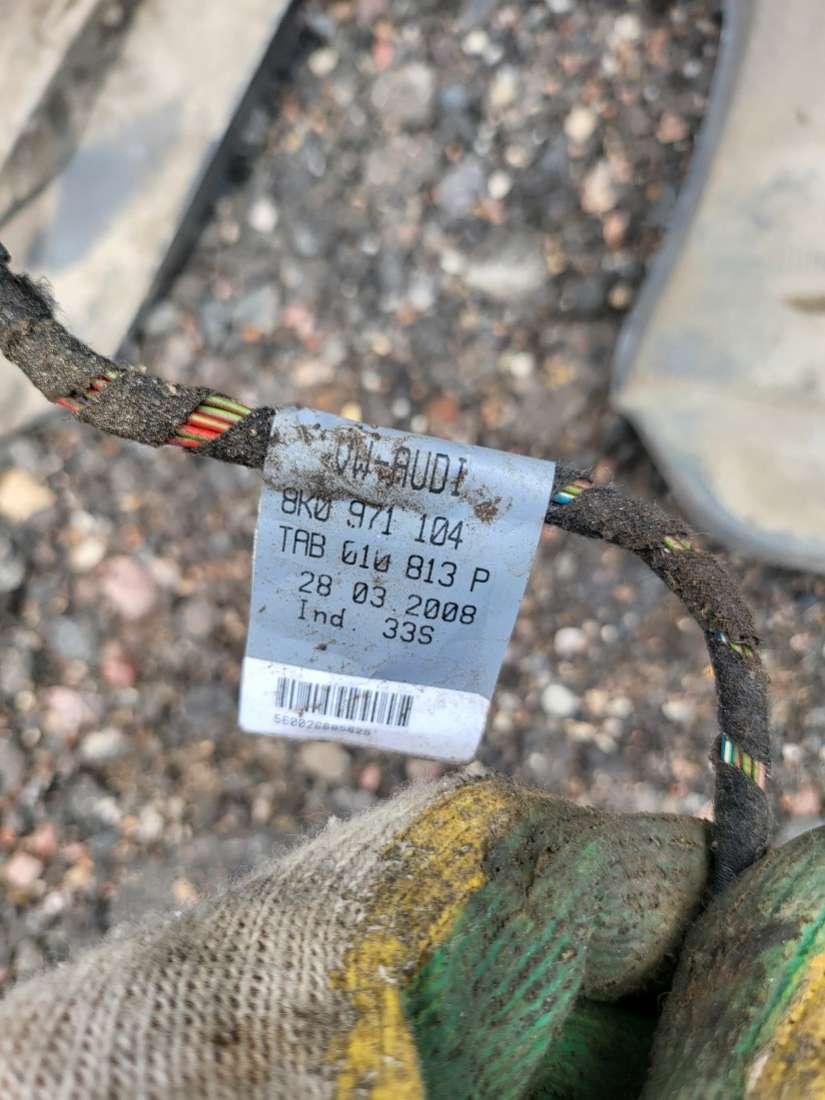 VW-AUDI
8K0 971 104
TAB 010 813 P
28 03 2008
Ind. 33S